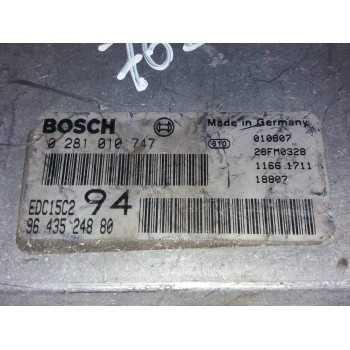 BOSCH
0 281 010 747
EDC15C2 94
96 435 248 80
Made in Germany
010807
28FM0328
1166 1711
18807